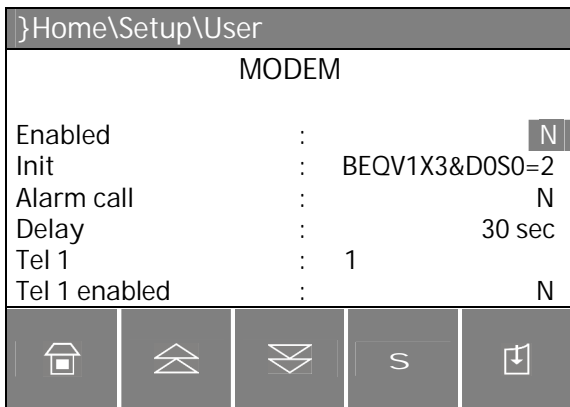 }Home\Setup\User
MODEM
Enabled : N
Init : BEQV1X3&D0S0=2
Alarm call : N
Delay : 30 sec
Tel 1 : 1
Tel 1 enabled : N
S